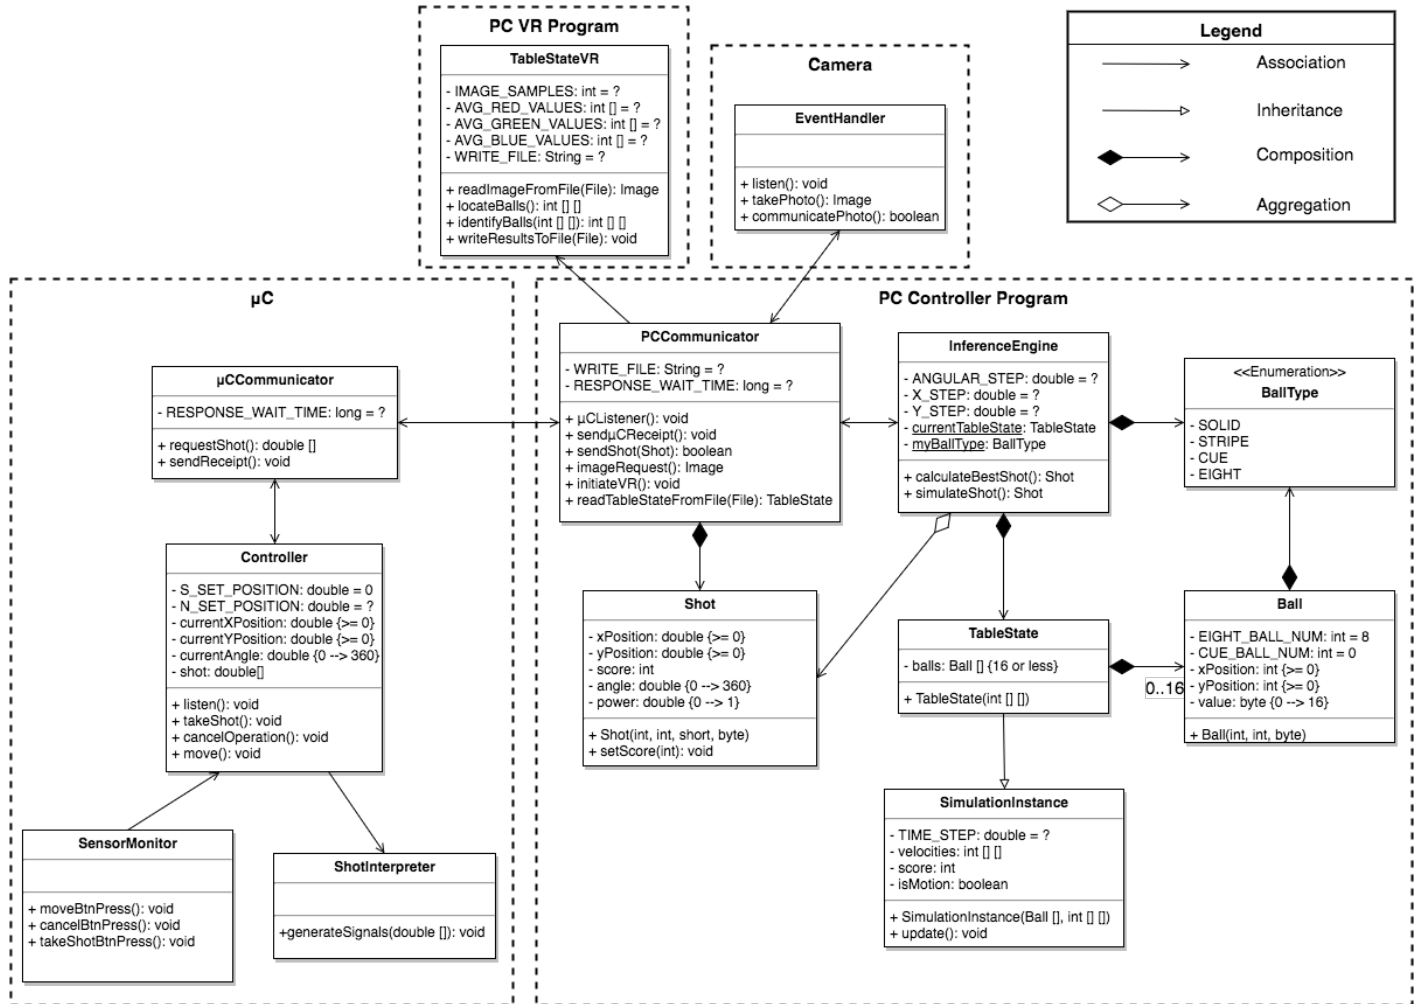 PC VR Program
TableStateVR
- IMAGE_SAMPLES: int = ?
- AVG_RED_VALUES: int [] = ?
- AVG_GREEN_VALUES: int [] = ?
- AVG_BLUE_VALUES: int [] = ?
- WRITE_FILE: String = ?
+ readImageFromFile(File): Image
+ locateBalls(): int [] []
+ identifyBalls(int [] []): int [] []
+ writeResultsToFile(File): void
Camera
EventHandler
+ listen(): void
+ takePhoto(): Image
+ communicatePhoto(): boolean
Legend
Association
Inheritance
Composition
Aggregation
µC
µCCommunicator
- RESPONSE_WAIT_TIME: long = ?
+ requestShot(): double []
+ sendReceipt(): void
Controller
- S_SET_POSITION: double = 0
- N_SET_POSITION: double = ?
- currentXPosition: double {>= 0}
- currentYPosition: double {>= 0}
- currentAngle: double {0 --> 360}
- shot: double[]
+ listen(): void
+ takeShot(): void
+ cancelOperation(): void
+ move(): void
SensorMonitor
+ moveBtnPress(): void
+ cancelBtnPress(): void
+ takeShotBtnPress(): void
ShotInterpreter
+generateSignals(double []): void
PC Controller Program
PCCommunicator
- WRITE_FILE: String = ?
- RESPONSE_WAIT_TIME: long = ?
+ µCListener(): void
+ sendµCReceipt(): void
+ sendShot(Shot): boolean
+ imageRequest(): Image
+ initiateVR(): void
+ readTableStateFromFile(File): TableState
InferenceEngine
- ANGULAR_STEP: double = ?
- X_STEP: double = ?
- Y_STEP: double = ?
- currentTableState: TableState
- myBallType: BallType
+ calculateBestShot(): Shot
+ simulateShot(): Shot
<<Enumeration>>
BallType
- SOLID
- STRIPE
- CUE
- EIGHT
Shot
- xPosition: double {>= 0}
- yPosition: double {>= 0}
- score: int
- angle: double {0 --> 360}
- power: double {0 --> 1}
+ Shot(int, int, short, byte)
+ setScore(int): void
TableState
- balls: Ball [] {16 or less}
+ TableState(int [] [])
0..16
Ball
- EIGHT_BALL_NUM: int = 8
- CUE_BALL_NUM: int = 0
- xPosition: int {>= 0}
- yPosition: int {>= 0}
- value: byte {0 --> 16}
+ Ball(int, int, byte)
SimulationInstance
- TIME_STEP: double = ?
- velocities: int [] []
- score: int
- isMotion: boolean
+ SimulationInstance(Ball [], int [] [])
+ update(): void